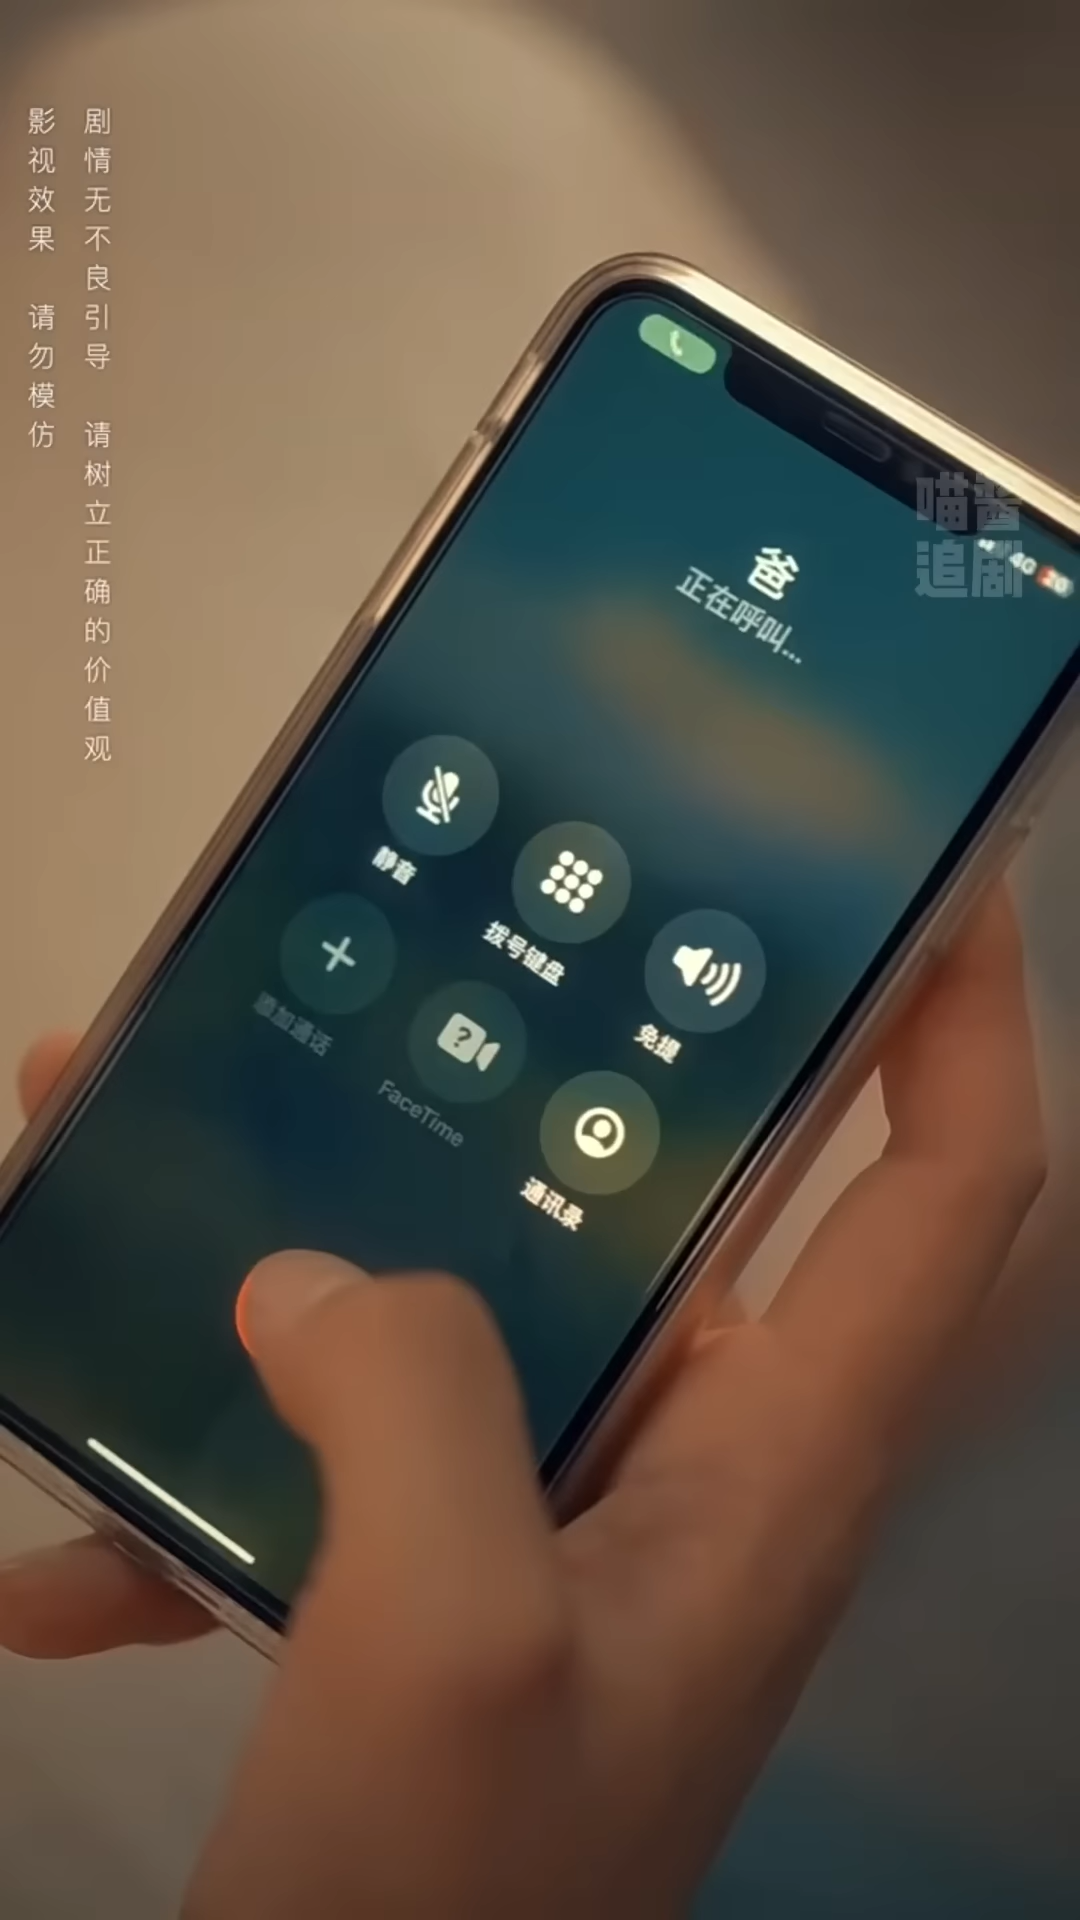 剧情无不良引导 请树立正确的价值观
影视效果 请勿模仿
喵酱
追剧
4G 20
爸
正在呼叫...
静音
拨号键盘
免提
添加通话
FaceTime
通讯录